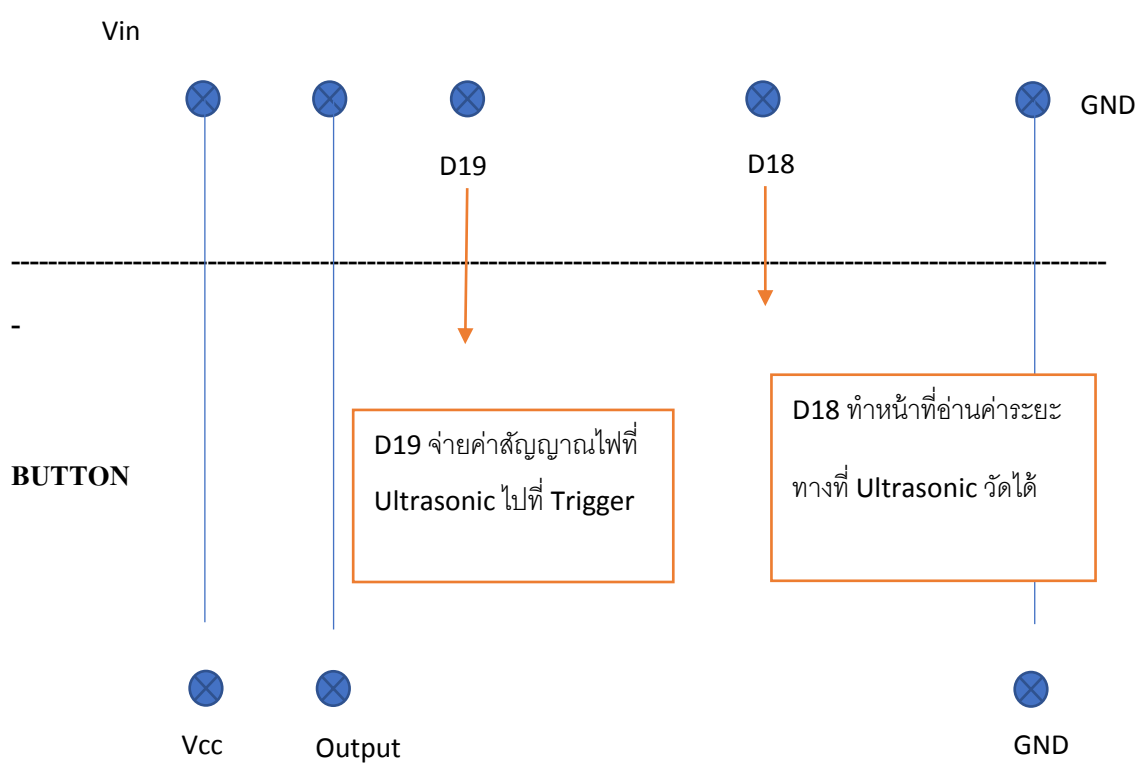 Vin
GND
D19
D18
-
BUTTON
D19 จ่ายค่าสัญญาณไฟที่
Ultrasonic ไปที่ Trigger
D18 ทำหน้าที่อ่านค่าระยะ
ทางที่ Ultrasonic วัดได้
Vcc
Output
GND